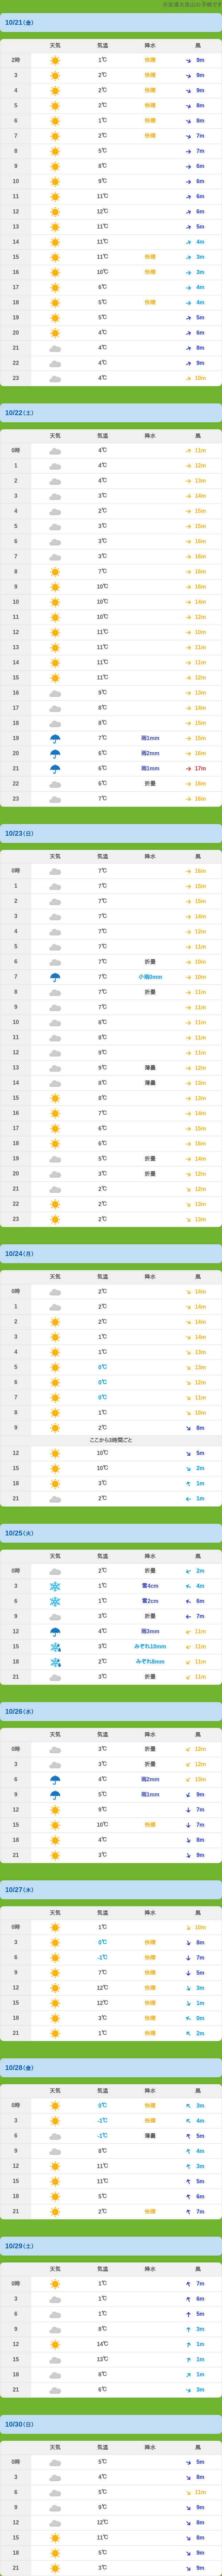 10/21(金)
天気 気温 降水 風
2時 1℃ 快晴 9m
3 2℃ 快晴 9m
4 2℃ 快晴 9m
5 2℃ 快晴 8m
6 1℃ 快晴 8m
7 2℃ 快晴 7m
8 5℃ 7m
9 8℃ 6m
10 9℃ 6m
11 11℃ 6m
12 12℃ 6m
13 11℃ 5m
14 11℃ 4m
15 11℃ 快晴 3m
16 10℃ 快晴 3m
17 6℃ 4m
18 5℃ 快晴 4m
19 5℃ 5m
20 4℃ 6m
21 4℃ 8m
22 4℃ 9m
23 4℃ 10m
10/22(土)
天気 気温 降水 風
0時 4℃ 11m
1 4℃ 12m
2 4℃ 13m
3 3℃ 14m
4 2℃ 15m
5 3℃ 15m
6 3℃ 16m
7 3℃ 16m
8 7℃ 16m
9 10℃ 16m
10 10℃ 14m
11 10℃ 12m
12 11℃ 10m
13 11℃ 11m
14 11℃ 11m
15 11℃ 12m
16 9℃ 13m
17 8℃ 14m
18 8℃ 15m
19 7℃ 雨1mm 15m
20 6℃ 雨2mm 16m
21 6℃ 雨1mm 17m
22 6℃ 折曇 16m
23 7℃ 16m
10/23(日)
天気 気温 降水 風
0時 7℃ 16m
1 7℃ 15m
2 7℃ 15m
3 7℃ 14m
4 7℃ 12m
5 7℃ 11m
6 7℃ 折曇 10m
7 7℃ 小雨0mm 10m
8 7℃ 折曇 11m
9 7℃ 11m
10 8℃ 11m
11 8℃ 11m
12 9℃ 11m
13 9℃ 薄曇 12m
14 8℃ 薄曇 13m
15 8℃ 13m
16 7℃ 14m
17 6℃ 15m
18 6℃ 16m
19 5℃ 折曇 14m
20 3℃ 折曇 12m
21 2℃ 12m
22 2℃ 13m
23 2℃ 13m
10/24(月)
天気 気温 降水 風
0時 2℃ 14m
1 2℃ 14m
2 2℃ 14m
3 1℃ 14m
4 1℃ 13m
5 0℃ 13m
6 0℃ 12m
7 0℃ 11m
8 1℃ 10m
9 2℃ 8m
ここから3時間ごと
12 10℃ 5m
15 10℃ 2m
18 3℃ 1m
21 2℃ 1m
10/25(火)
天気 気温 降水 風
0時 2℃ 折曇 2m
3 1℃ 雪4cm 4m
6 1℃ 雪2cm 6m
9 3℃ 折曇 7m
12 4℃ 雨3mm 11m
15 3℃ みぞれ10mm 11m
18 2℃ みぞれ8mm 11m
21 3℃ 折曇 11m
10/26(水)
天気 気温 降水 風
0時 3℃ 折曇 12m
3 3℃ 折曇 12m
6 4℃ 雨2mm 13m
9 5℃ 雨1mm 9m
12 9℃ 7m
15 10℃ 快晴 7m
18 4℃ 8m
21 3℃ 9m
10/27(木)
天気 気温 降水 風
0時 1℃ 10m
3 0℃ 快晴 8m
6 -1℃ 快晴 7m
9 7℃ 快晴 5m
12 12℃ 快晴 3m
15 12℃ 快晴 1m
18 3℃ 快晴 0m
21 1℃ 快晴 2m
10/28(金)
天気 気温 降水 風
0時 0℃ 快晴 3m
3 -1℃ 快晴 4m
6 -1℃ 薄曇 5m
9 8℃ 4m
12 11℃ 3m
15 11℃ 5m
18 5℃ 6m
21 2℃ 快晴 7m
10/29(土)
天気 気温 降水 風
0時 1℃ 7m
3 1℃ 6m
6 1℃ 5m
9 8℃ 3m
12 14℃ 1m
15 13℃ 1m
18 8℃ 1m
21 6℃ 3m
10/30(日)
天気 気温 降水 風
0時 5℃ 5m
3 4℃ 8m
6 5℃ 11m
9 9℃ 9m
12 12℃ 8m
15 11℃ 8m
18 5℃ 9m
21 3℃ 9m